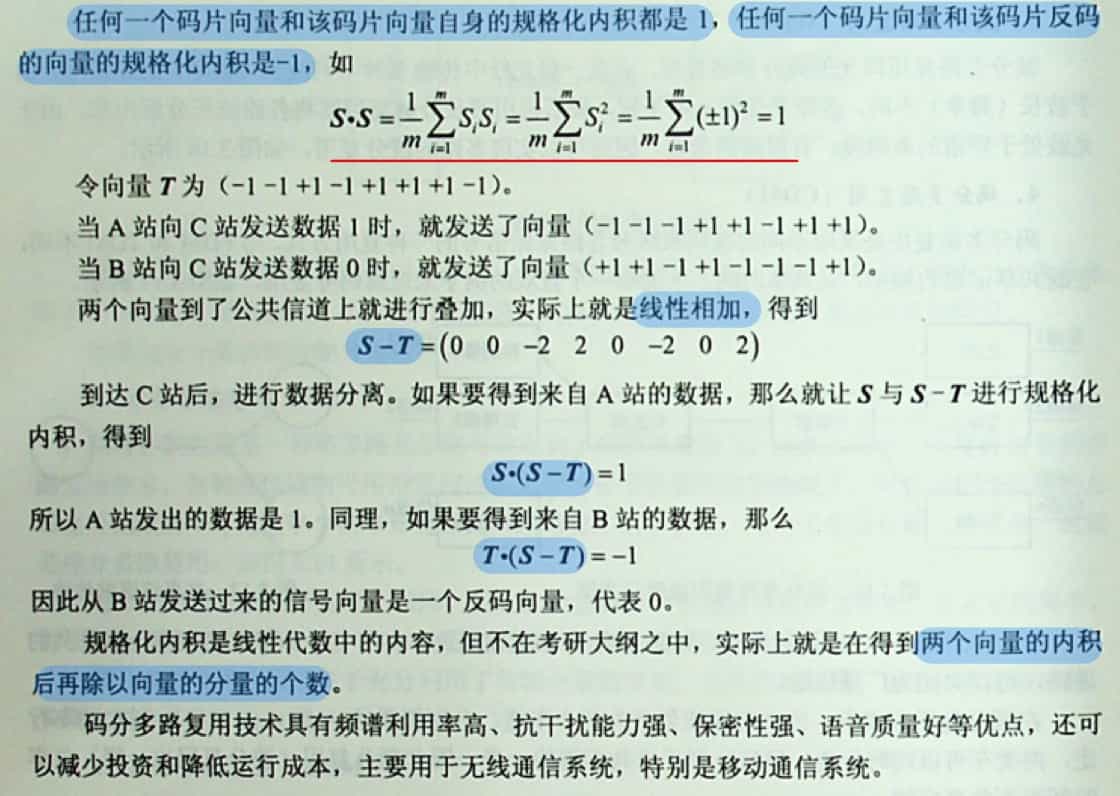 任何一个码片向量和该码片向量自身的规格化内积都是 1，任何一个码片向量和该码片反码
的向量的规格化内积是-1，如
S•S = 1/m ∑_{i=1}^{m} S_i S_i = 1/m ∑_{i=1}^{m} S_i^2 = 1/m ∑_{i=1}^{m} (±1)^2 = 1
令向量 T 为（-1 -1 +1 -1 +1 +1 +1 -1）。
当 A 站向 C 站发送数据 1 时，就发送了向量（-1 -1 -1 +1 +1 -1 +1 +1）。
当 B 站向 C 站发送数据 0 时，就发送了向量（+1 +1 -1 +1 -1 -1 -1 +1）。
两个向量到了公共信道上就进行叠加，实际上就是线性相加，得到
S-T=(0 0 -2 2 0 -2 0 2)
到达 C 站后，进行数据分离。如果要得到来自 A 站的数据，那么就让 S 与 S-T 进行规格化
内积，得到
S•(S-T)=1
所以 A 站发出的数据是 1。同理，如果要得到来自 B 站的数据，那么
T•(S-T)=-1
因此从 B 站发送过来的信号向量是一个反码向量，代表 0。
规格化内积是线性代数中的内容，但不在考研大纲之中，实际上就是在得到两个向量的内积
后再除以向量的分量的个数。
码分多路复用技术具有频谱利用率高、抗干扰能力强、保密性强、语音质量好等优点，还可
以减少投资和降低运行成本，主要用于无线通信系统，特别是移动通信系统。